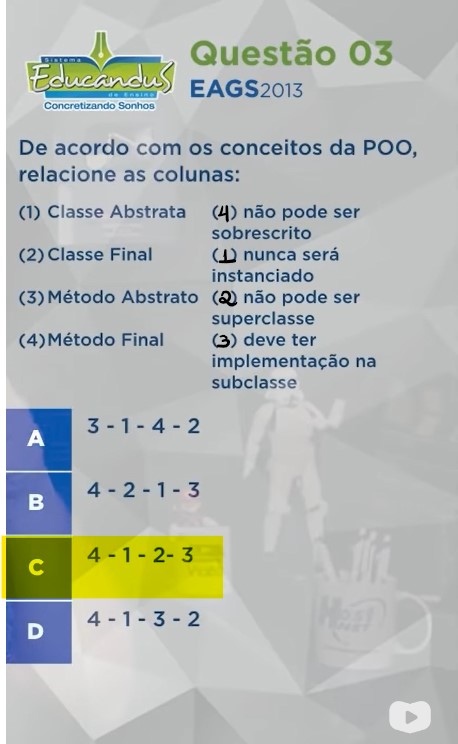 Sistema
EducanduS
de Ensino
Concretizando Sonhos
Questão 03
EAGS2013
De acordo com os conceitos da POO,
relacione as colunas:
(1) Classe Abstrata (4) não pode ser
sobrescrito
(2) Classe Final (1) nunca será
instanciado
(3) Método Abstrato (2) não pode ser
superclasse
(4) Método Final (3) deve ter
implementação na
subclasse
A 3 - 1 - 4 - 2
B 4 - 2 - 1 - 3
C 4 - 1 - 2- 3
D 4 - 1 - 3 - 2